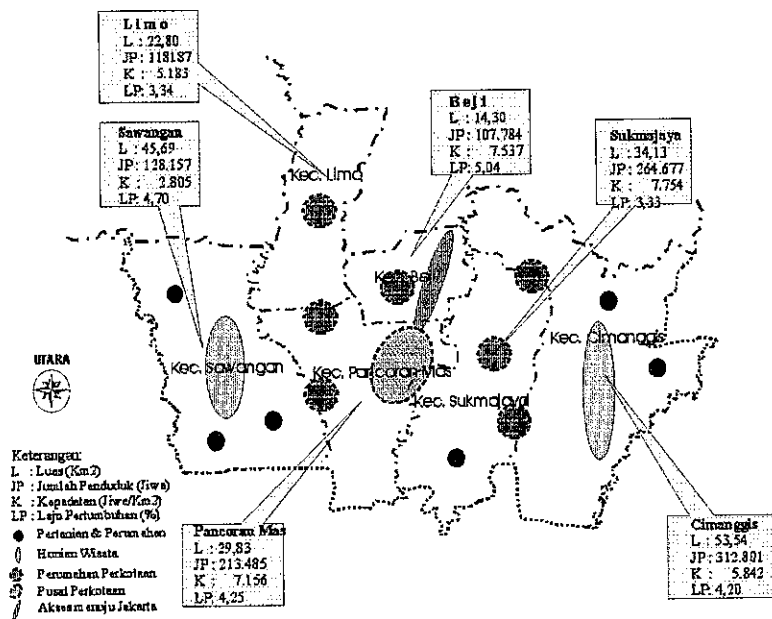 Limo
L : 22,80
JP: 118187
K : 5.183
LP: 3,34
Sawangan
L : 45,69
JP: 128.157
K : 2.805
LP: 4,70
Beji
L : 14,30
JP: 107.784
K : 7.537
LP: 5,04
Sukmajaya
L : 34,13
JP: 264.677
K : 7.754
LP: 3,33
Kec. Limo
Kec. Beji
Kec. Sawangan
Kec. Pancoran Mas
Kec. Sukmajaya
Kec. Cimanggis
UTARA
Keterangan:
L : Luas (Km2)
JP : Jumlah Penduduk (Jiwa)
K : Kepadatan (Jiwa/Km2)
LP : Laju Pertumbuhan (%)
Pertanian & Perumahan
Hunian Wisata
Perumahan Perkotaan
Pusat Perkotaan
Akses menuju Jakarta
Pancoran Mas
L : 29,83
JP: 213.485
K : 7.156
LP: 4,25
Cimanggis
L : 53,54
JP: 312.801
K : 5.842
LP: 4,20